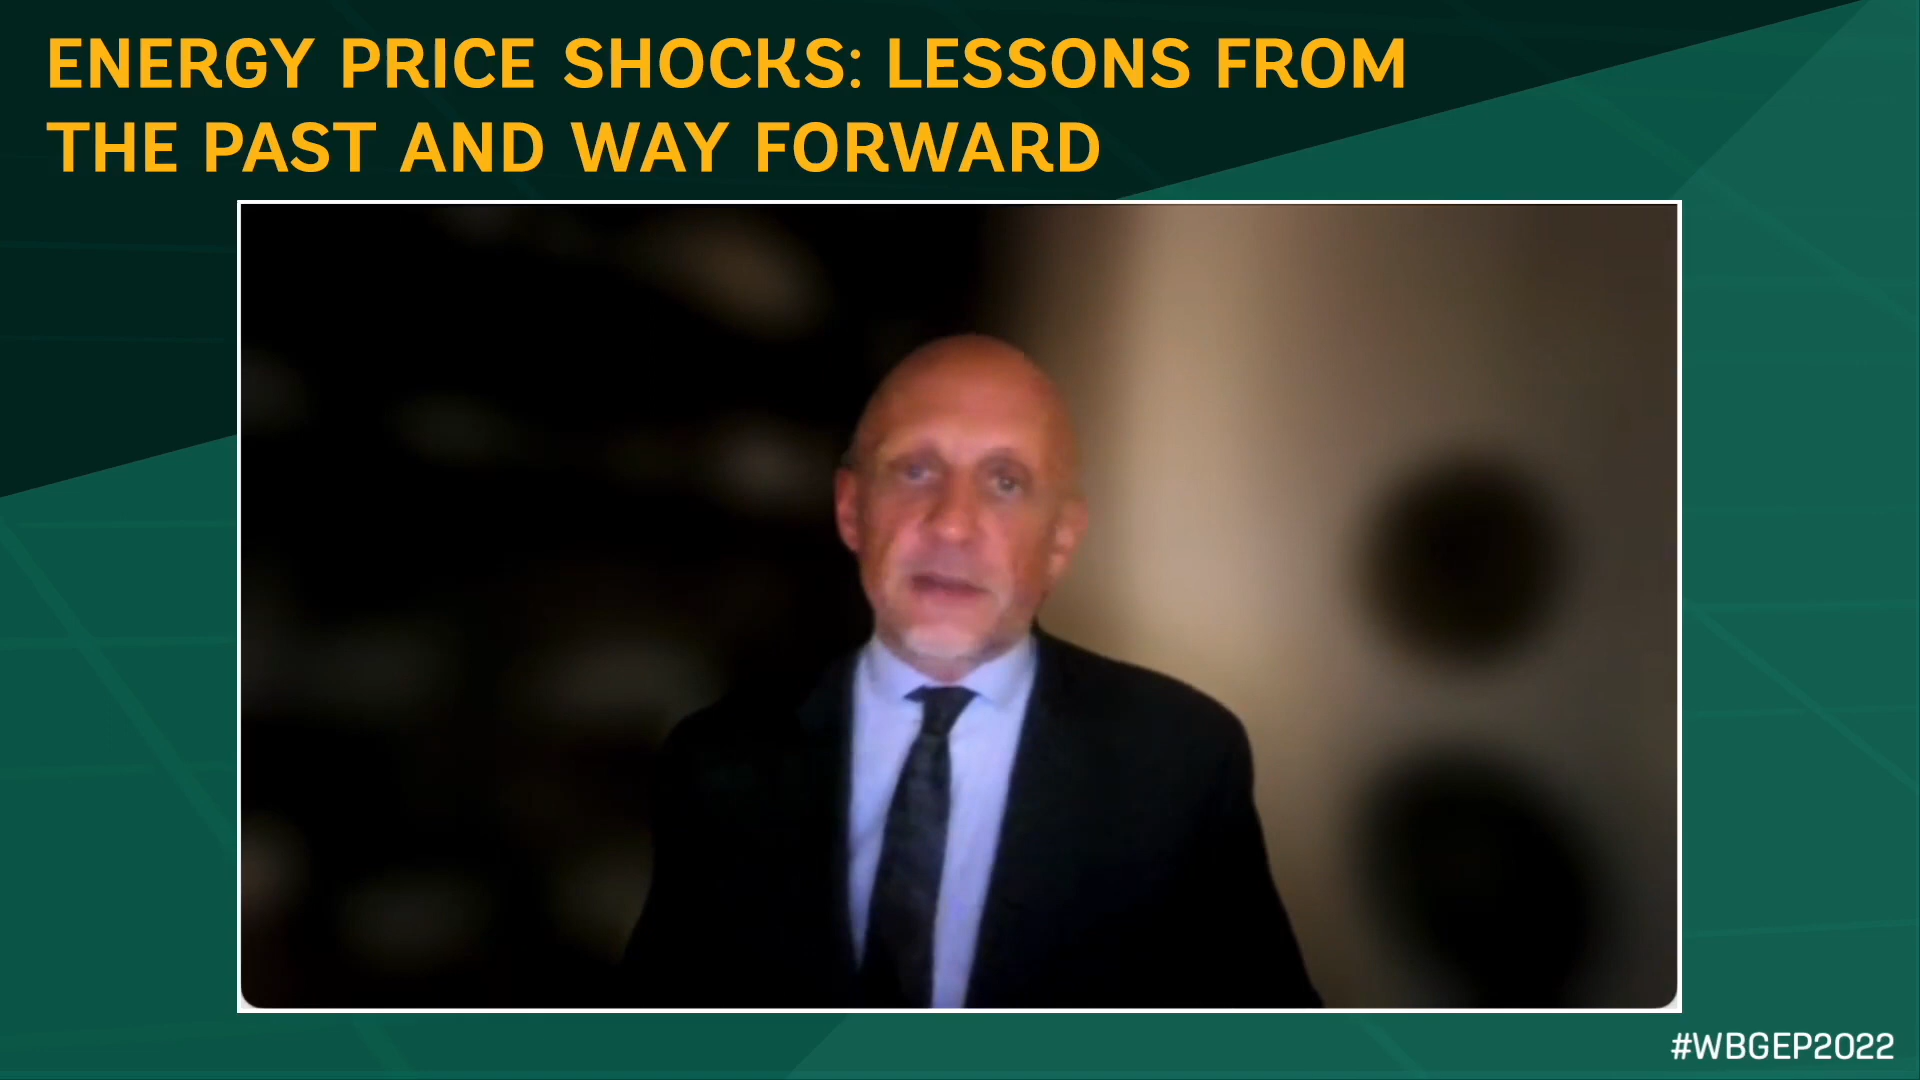 ENERGY PRICE SHOCKS: LESSONS FROM
THE PAST AND WAY FORWARD
#WBGEP2022